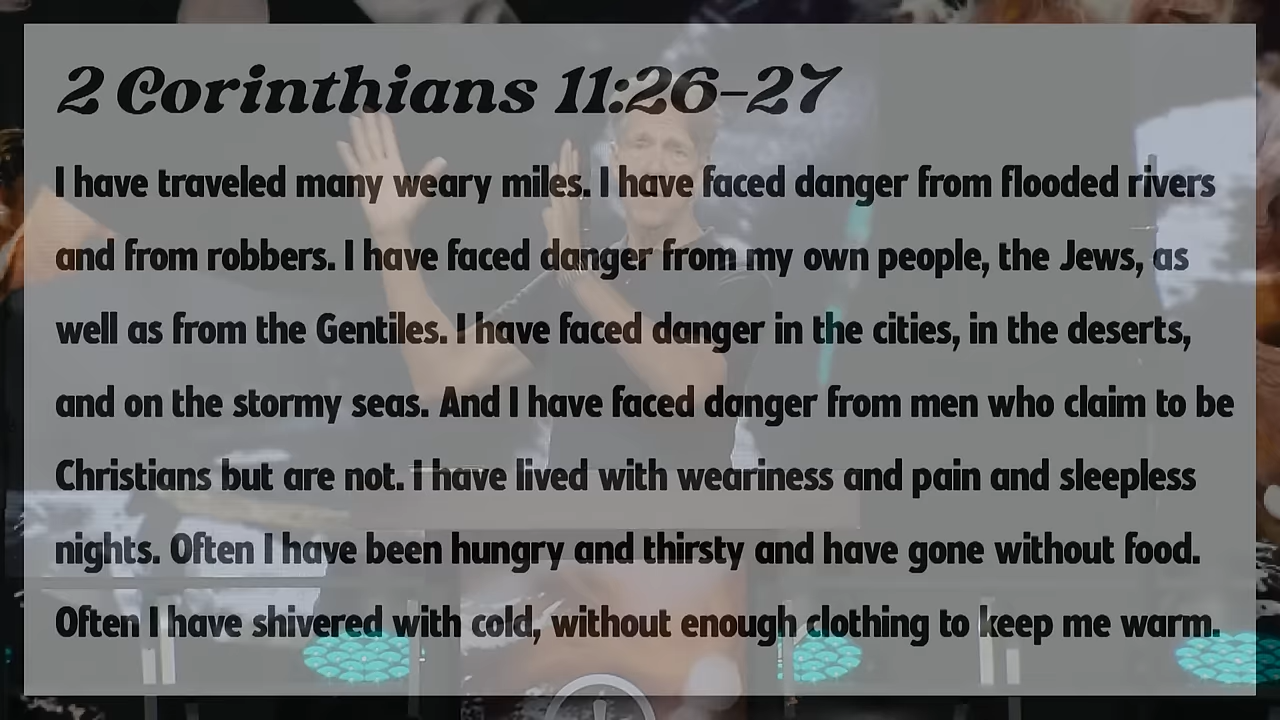 2 Corinthians 11:26-27
I have traveled many weary miles. I have faced danger from flooded rivers
and from robbers. I have faced danger from my own people, the Jews, as
well as from the Gentiles. I have faced danger in the cities, in the deserts,
and on the stormy seas. And I have faced danger from men who claim to be
Christians but are not. I have lived with weariness and pain and sleepless
nights. Often I have been hungry and thirsty and have gone without food.
Often I have shivered with cold, without enough clothing to keep me warm.